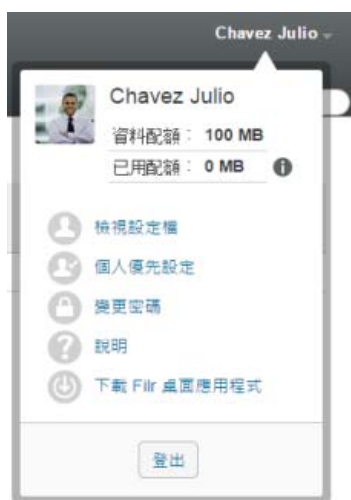 Chavez Julio
Chavez Julio
資料配額： 100 MB
已用配額： 0 MB
檢視設定檔
個人優先設定
變更密碼
說明
下載 Filr 桌面應用程式
登出